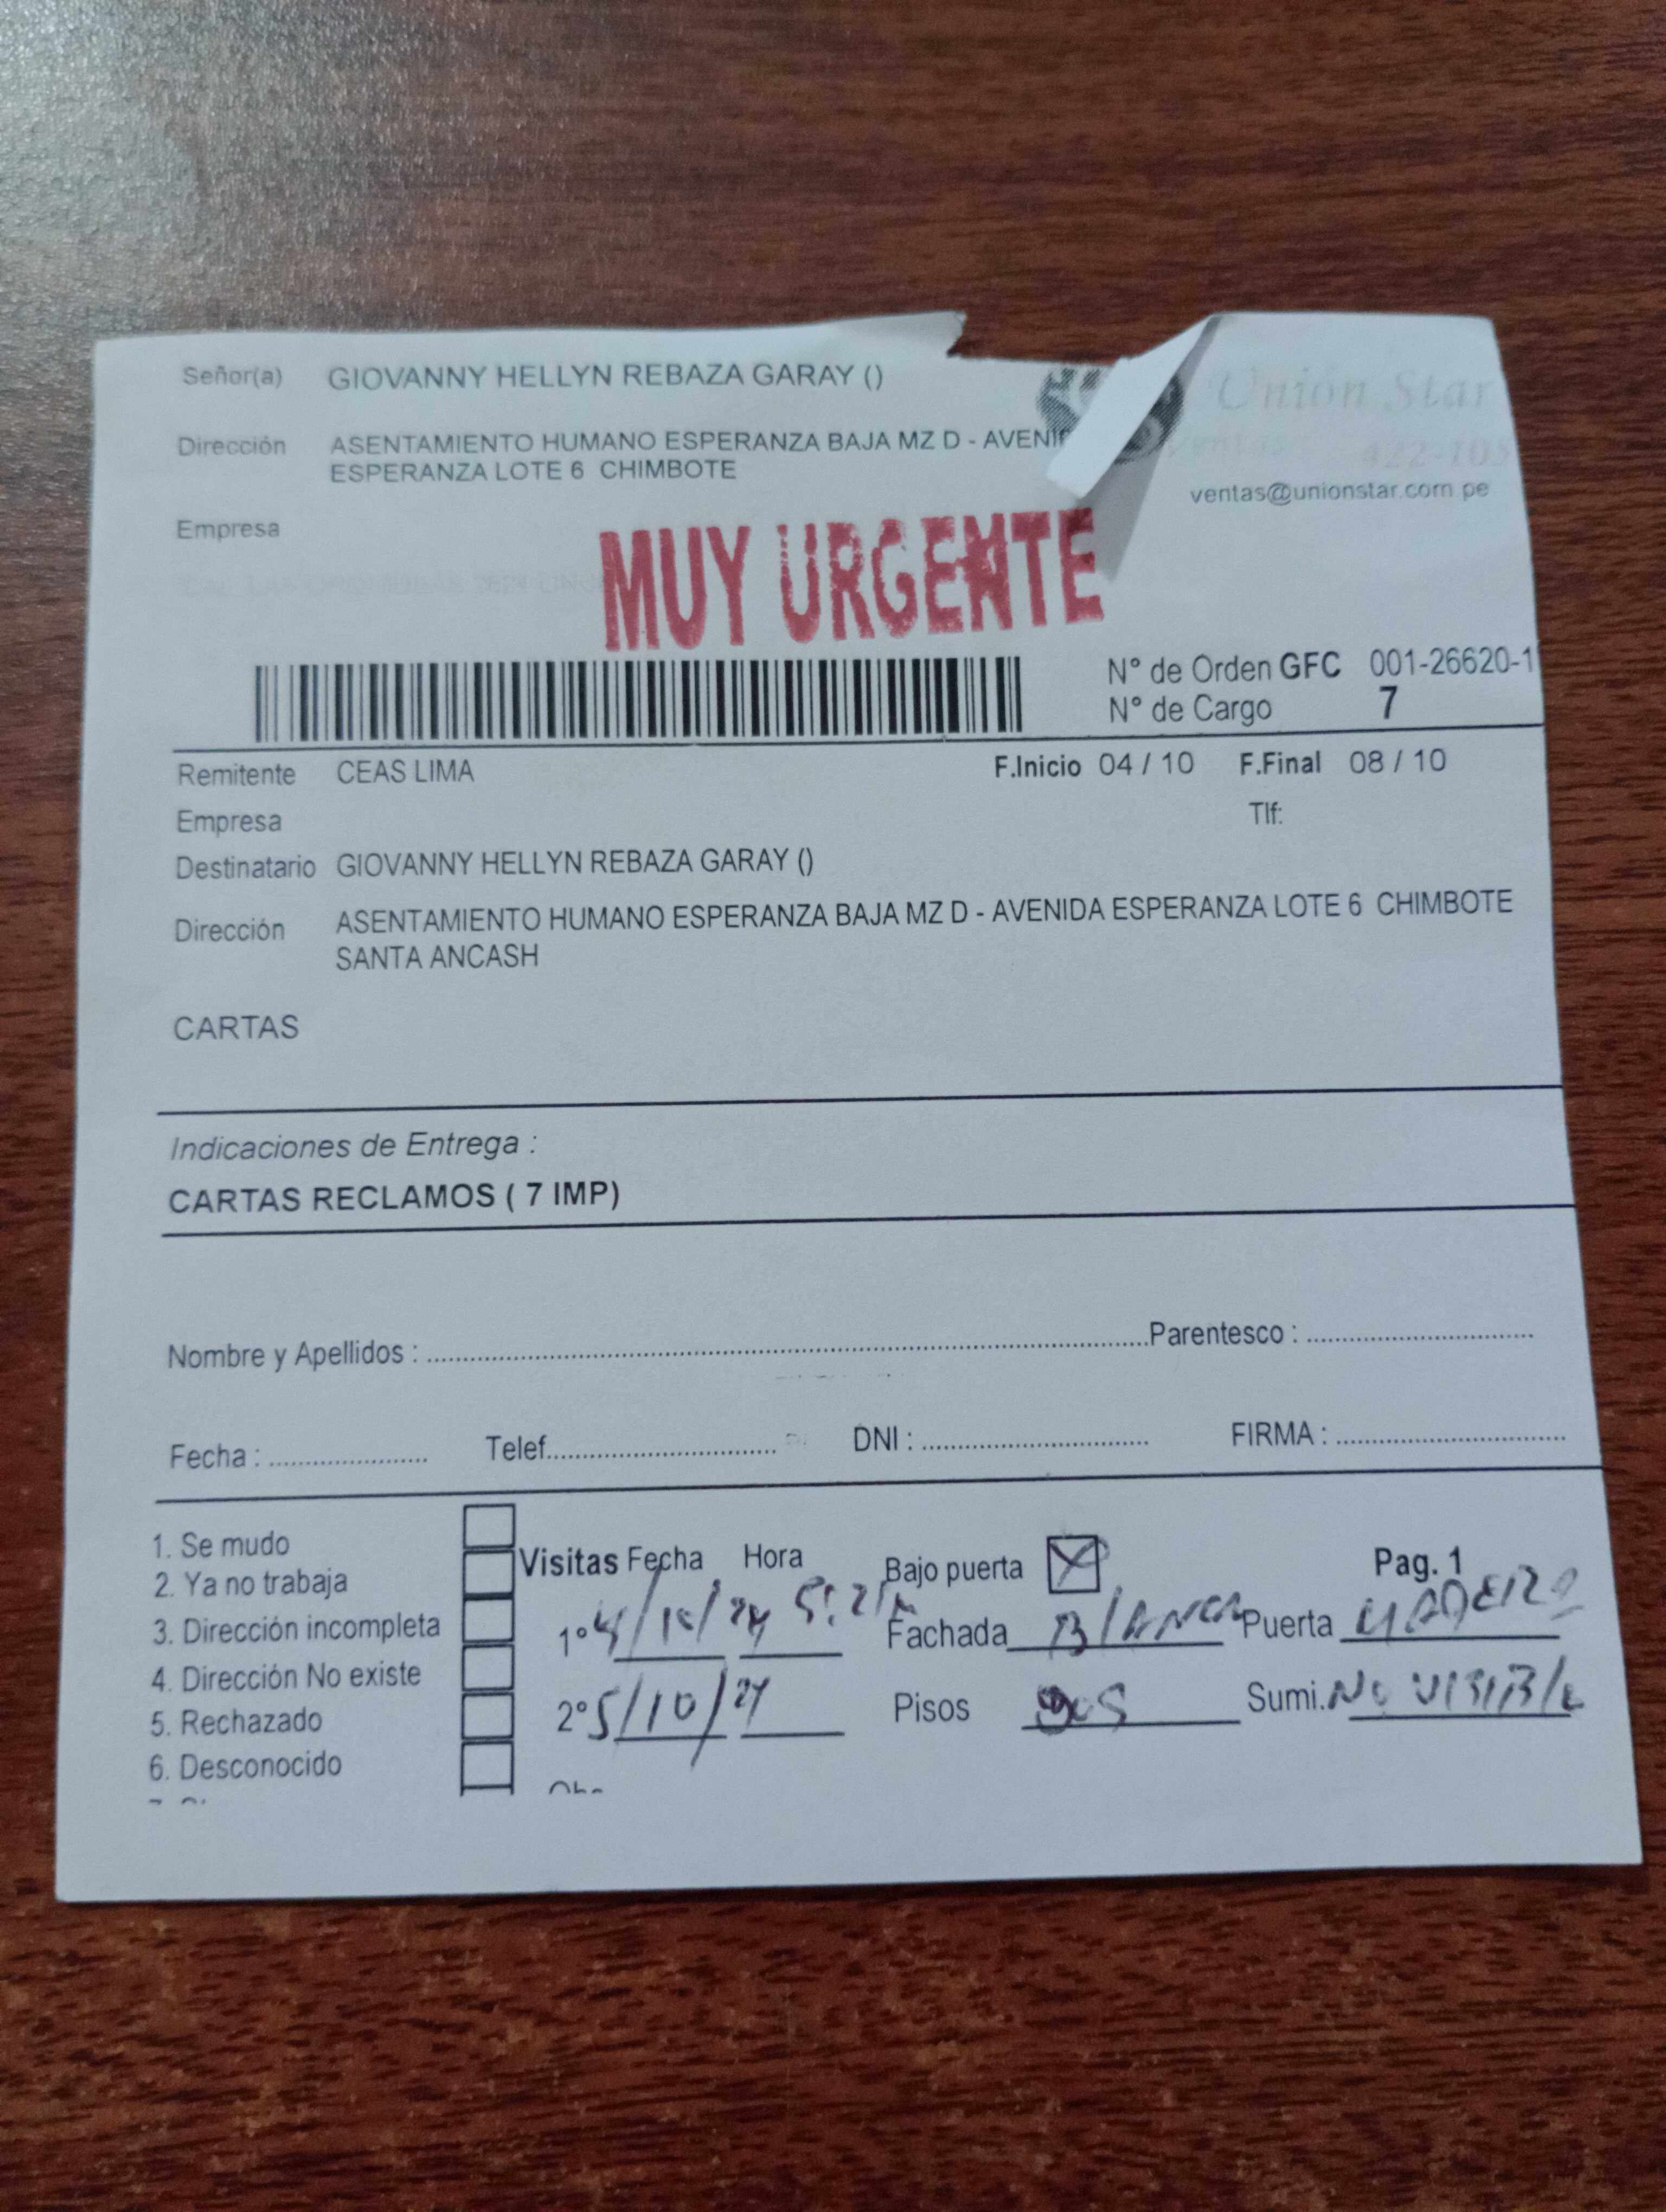 Señor(a) GIOVANNY HELLYN REBAZA GARAY ()
Unión Star
Dirección ASENTAMIENTO HUMANO ESPERANZA BAJA MZ D - AVENI
Ventas: 422-105
ESPERANZA LOTE 6 CHIMBOTE
ventas@unionstar.com.pe
Empresa
MUY URGENTE
N° de Orden GFC 001-26620-1
N° de Cargo 7
Remitente CEAS LIMA F.Inicio 04 / 10 F.Final 08 / 10
Empresa Tlf:
Destinatario GIOVANNY HELLYN REBAZA GARAY ()
Dirección ASENTAMIENTO HUMANO ESPERANZA BAJA MZ D - AVENIDA ESPERANZA LOTE 6 CHIMBOTE
SANTA ANCASH
CARTAS
Indicaciones de Entrega :
CARTAS RECLAMOS ( 7 IMP)
Nombre y Apellidos : Parentesco :
Fecha : Telef. DNI : FIRMA :
1. Se mudo
Visitas Fecha Hora Bajo puerta X Pag. 1
2. Ya no trabaja
3. Dirección incompleta 1° 4/10/24 Fachada BlANCA Puerta MADERA
4. Dirección No existe
5. Rechazado 2° 5/10/24 Pisos DOS Sumi. No VISIBle
6. Desconocido